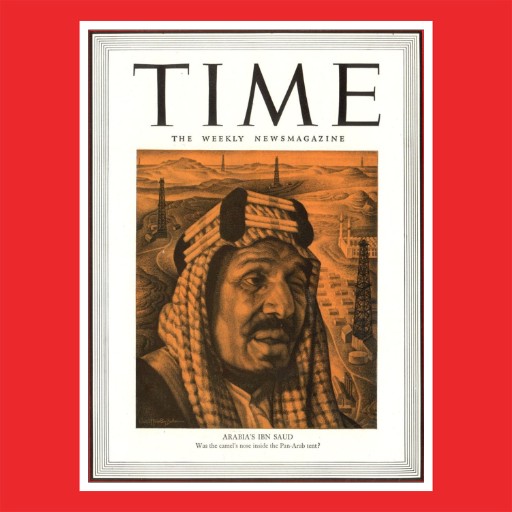 TIME
THE WEEKLY NEWSMAGAZINE
ARABIA'S IBN SAUD
Was the camel's nose inside the Pan-Arab tent?